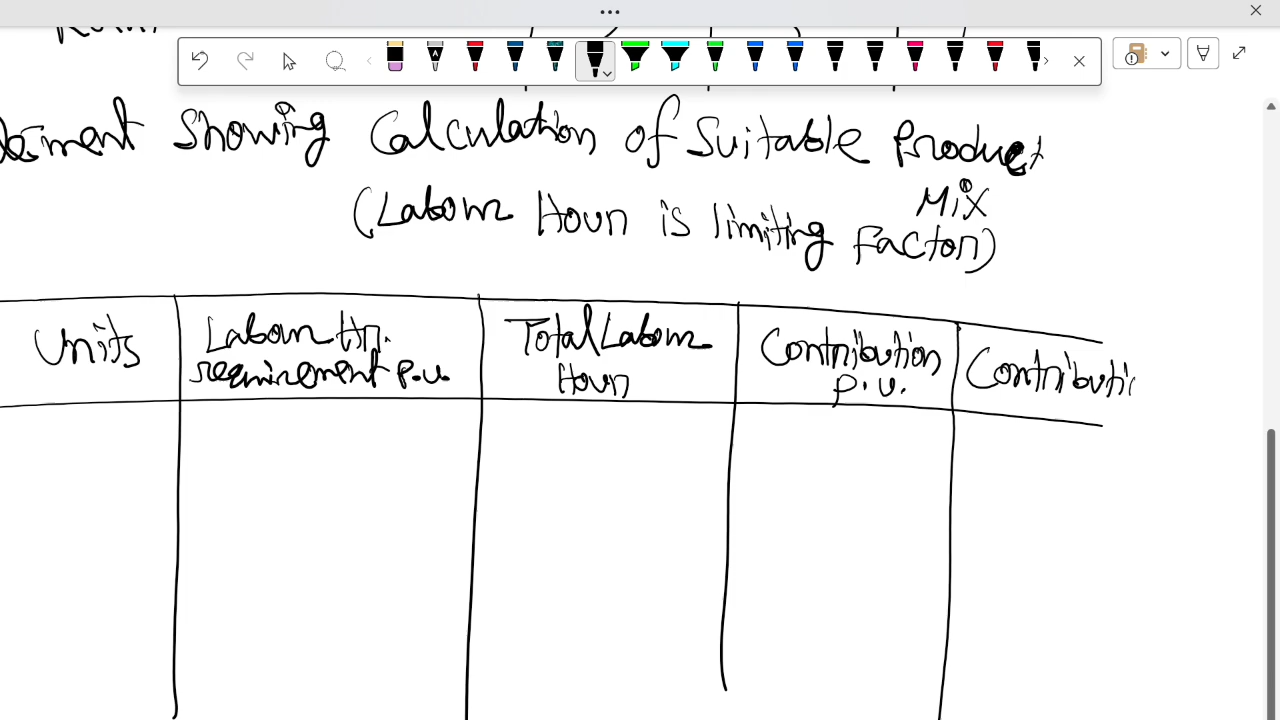 Statement Showing Calculation of Suitable Product
Mix
(Labour Hour is limiting Factor)
Units
Labour Hr.
requirement p.u.
Total Labour
Hour
Contribution
p.u.
Contributi